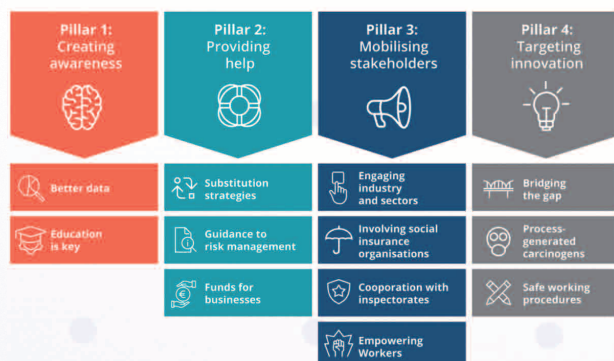 Pillar 1:
Creating
awareness
Pillar 2:
Providing
help
Pillar 3:
Mobilising
stakeholders
Pillar 4:
Targeting
innovation
Better data
Education
is key
Substitution
strategies
Guidance to
risk management
Funds for
businesses
Engaging
industry
and sectors
Involving social
insurance
organisations
Cooperation with
inspectorates
Empowering
Workers
Bridging
the gap
Process-
generated
carcinogens
Safe working
procedures